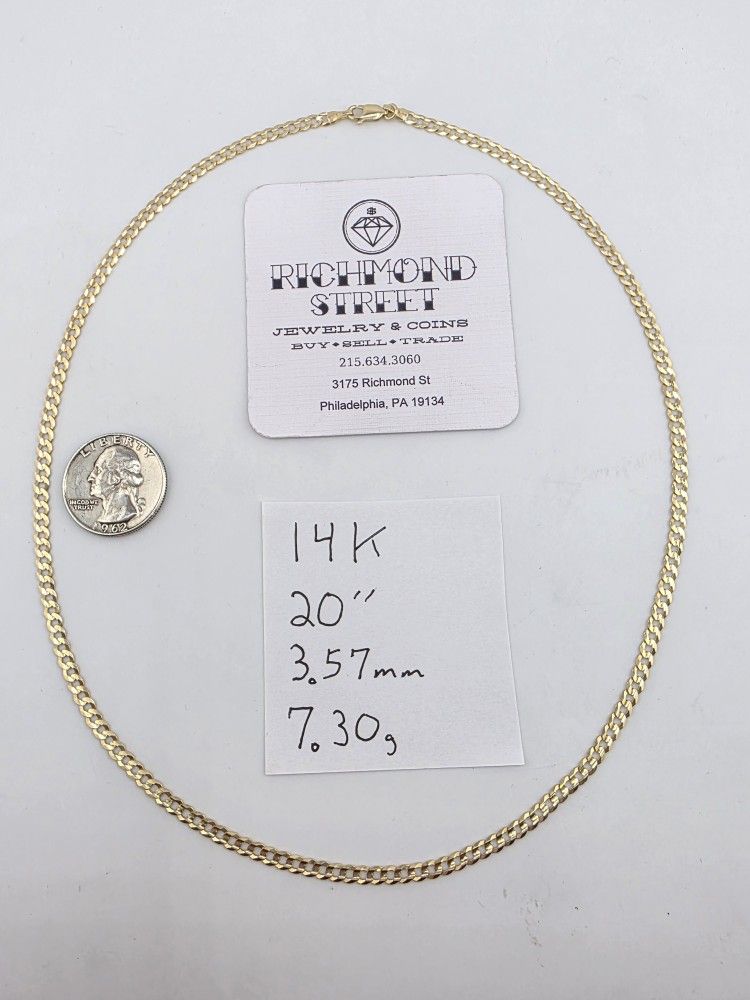 $
RICHMOND
STREET
JEWELRY & COINS
BUY◆SELL◆TRADE
215.634.3060
3175 Richmond St
Philadelphia, PA 19134
LIBERTY
IN GOD WE
TRUST
1962
14K
20"
3.57mm
7.30g